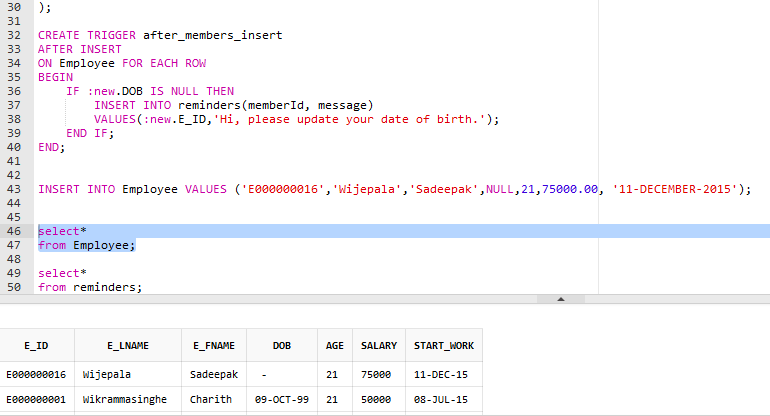 30 );
31
32 CREATE TRIGGER after_members_insert
33 AFTER INSERT
34 ON Employee FOR EACH ROW
35 BEGIN
36 IF :new.DOB IS NULL THEN
37 INSERT INTO reminders(memberId, message)
38 VALUES(:new.E_ID,'Hi, please update your date of birth.');
39 END IF;
40 END;
41
42
43 INSERT INTO Employee VALUES ('E000000016','Wijepala','Sadeepak',NULL,21,75000.00, '11-DECEMBER-2015');
44
45
46 select*
47 from Employee;
48
49 select*
50 from reminders;
E_ID E_LNAME E_FNAME DOB AGE SALARY START_WORK
E000000016 Wijepala Sadeepak - 21 75000 11-DEC-15
E000000001 Wikrammasinghe Charith 09-OCT-99 21 50000 08-JUL-15